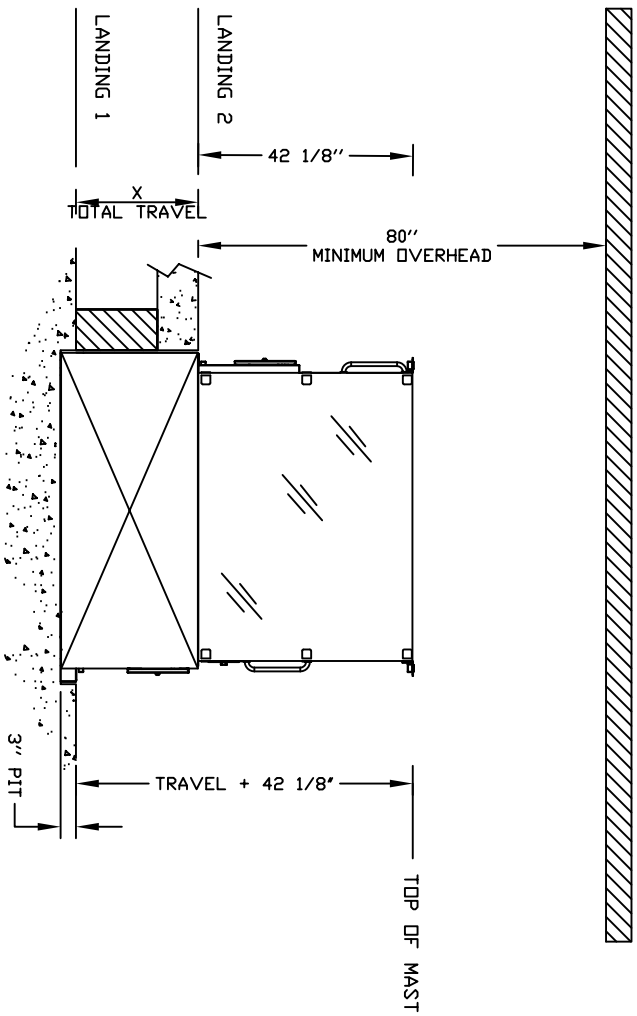 LANDING 2
LANDING 1
42 1/8"
X
TOTAL TRAVEL
80"
MINIMUM OVERHEAD
TRAVEL + 42 1/8"
3" PIT
TOP OF MAST